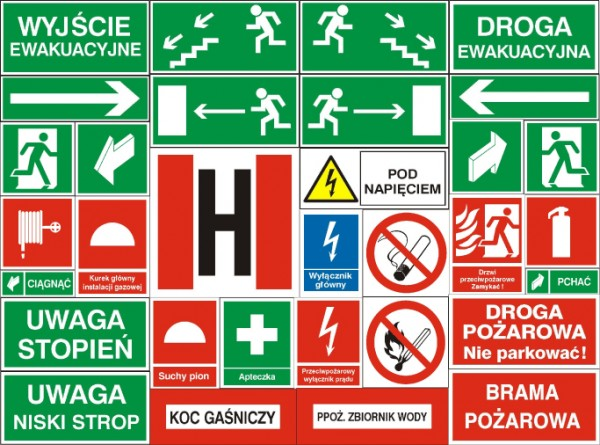 WYJŚCIE
EWAKUACYJNE
DROGA
EWAKUACYJNA
H
POD
NAPIĘCIEM
CIĄGNĄĆ
Kurek główny
instalacji gazowej
Wyłącznik
główny
Drzwi
przeciwpożarowe
Zamykać !
PCHAĆ
UWAGA
STOPIEŃ
Suchy pion
Apteczka
Przeciwpożarowy
wyłącznik prądu
DROGA
POŻAROWA
Nie parkować!
UWAGA
NISKI STROP
KOC GAŚNICZY
PPOŻ. ZBIORNIK WODY
BRAMA
POŻAROWA